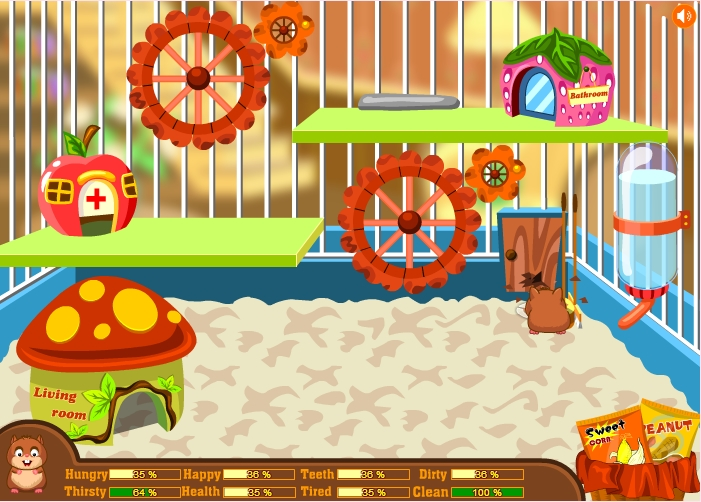 Bathroom
Living
room
Sweet
CORN
PEANUT
Hungry 35 % Happy 36 % Teeth 36 % Dirty 36 %
Thirsty 64 % Health 35 % Tired 35 % Clean 100 %